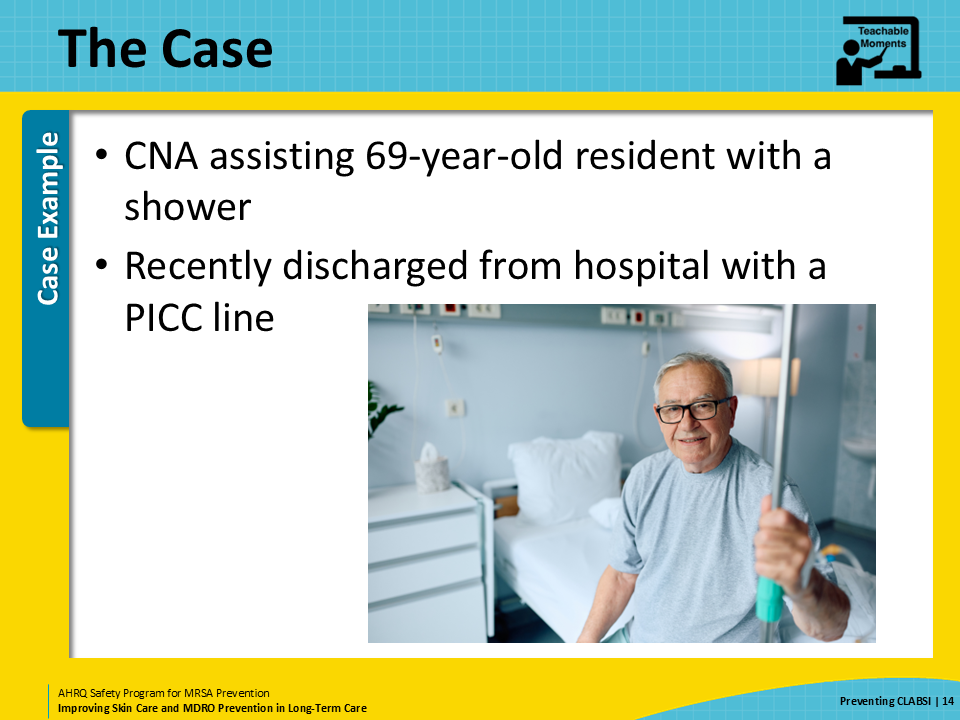 The Case
Teachable
Moments
Case Example
• CNA assisting 69-year-old resident with a
shower
• Recently discharged from hospital with a
PICC line
AHRQ Safety Program for MRSA Prevention
Improving Skin Care and MDRO Prevention in Long-Term Care
Preventing CLABSI | 14